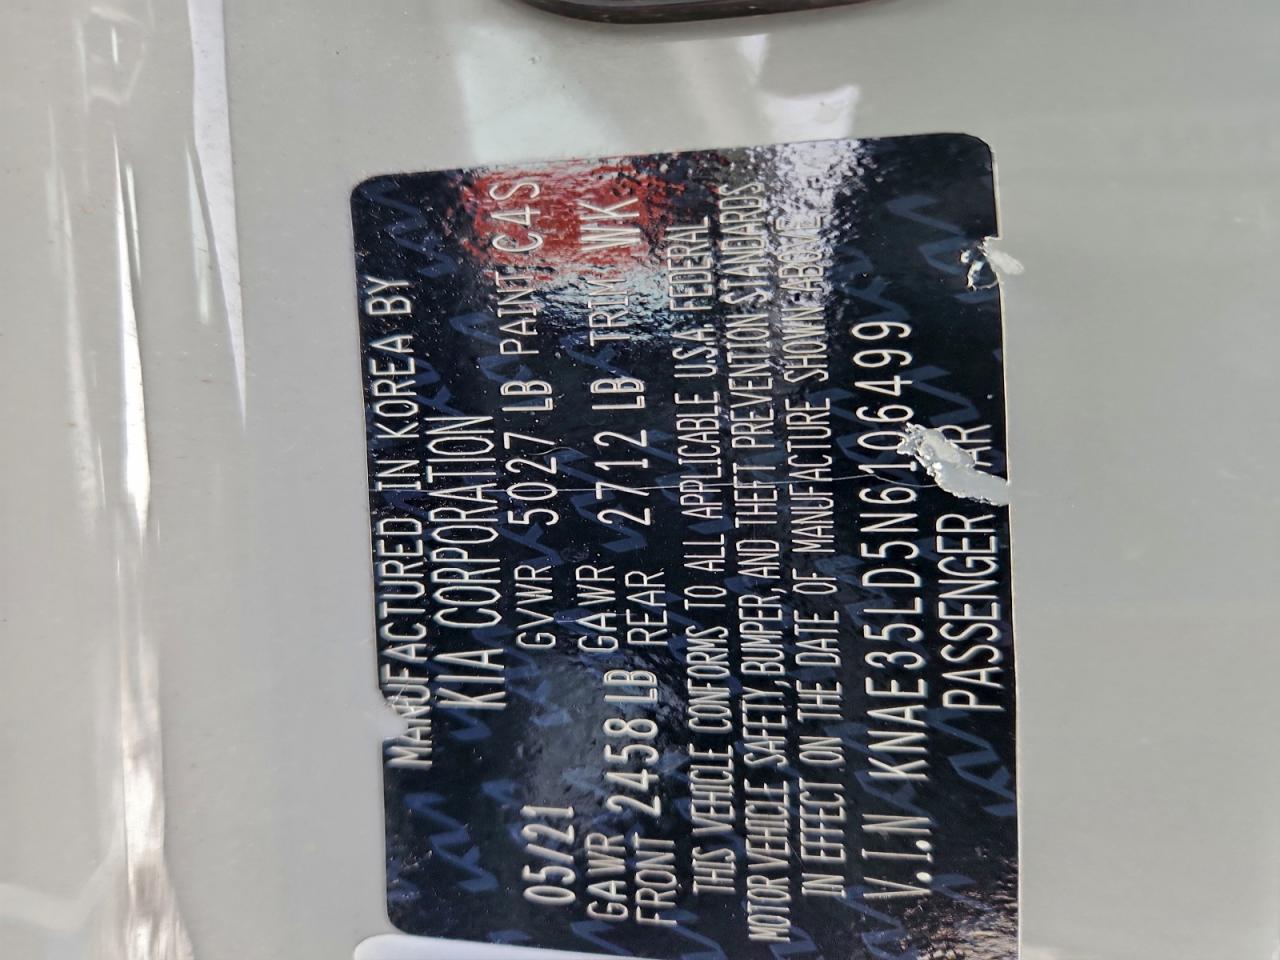 MANUFACTURED IN KOREA BY
KIA CORPORATION
05/21 GVWR 5027 LB PAINT C4S
GAWR FRONT 2458 LB GAWR REAR 2712 LB TRIM WK
THIS VEHICLE CONFORMS TO ALL APPLICABLE U.S.A. FEDERAL
MOTOR VEHICLE SAFETY, BUMPER, AND THEFT PREVENTION STANDARDS
IN EFFECT ON THE DATE OF MANUFACTURE SHOWN ABOVE
V.I.N KNAE35LD5N6106499
PASSENGER